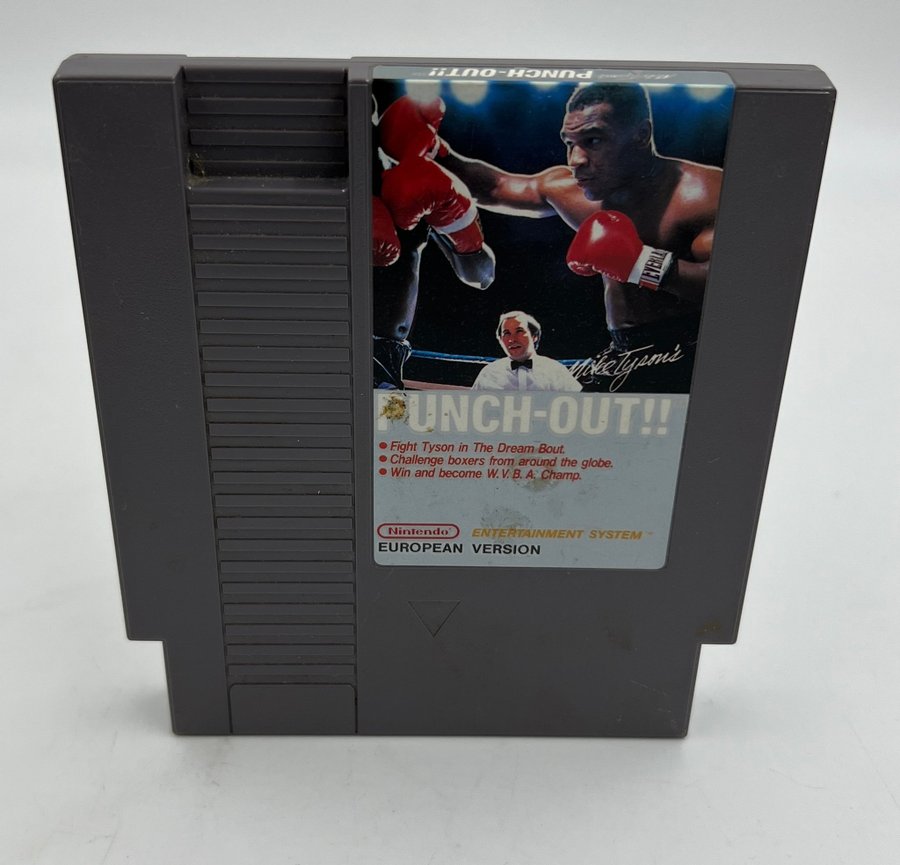 PUNCH-OUT!!
EVERLAST
Mike Tyson's
PUNCH-OUT!!
• Fight Tyson in The Dream Bout.
• Challenge boxers from around the globe.
• Win and become W.V.B.A. Champ.
Nintendo ENTERTAINMENT SYSTEM™
EUROPEAN VERSION